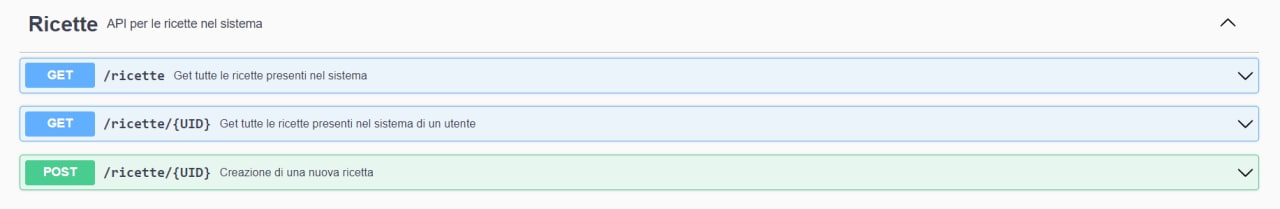 Ricette API per le ricette nel sistema
GET /ricette Get tutte le ricette presenti nel sistema
GET /ricette/{UID} Get tutte le ricette presenti nel sistema di un utente
POST /ricette/{UID} Creazione di una nuova ricetta